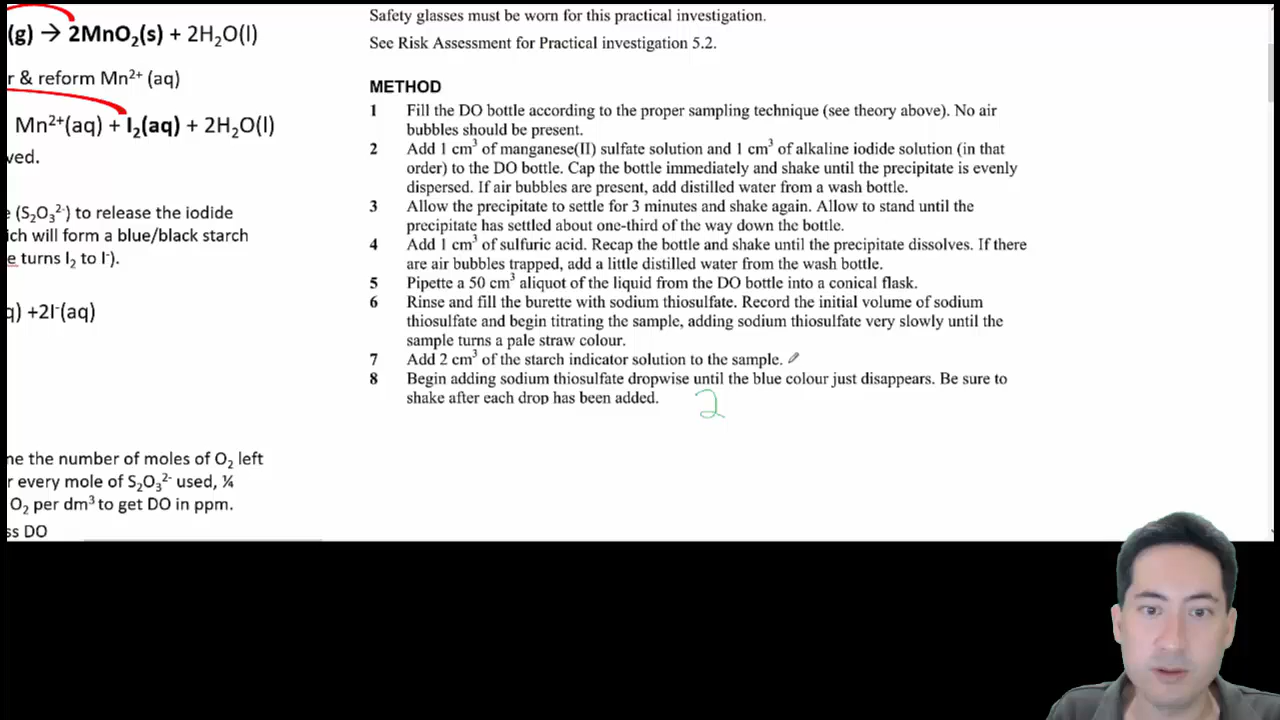 (g) → 2MnO₂(s) + 2H₂O(l)
r & reform Mn²⁺ (aq)
Mn²⁺(aq) + I₂(aq) + 2H₂O(l)
ved.
e (S₂O₃²⁻) to release the iodide
ich will form a blue/black starch
e turns I₂ to I⁻).
q) +2I⁻(aq)
ne the number of moles of O₂ left
r every mole of S₂O₃²⁻ used, ¼
O₂ per dm³ to get DO in ppm.
ss DO
Safety glasses must be worn for this practical investigation.
See Risk Assessment for Practical investigation 5.2.
METHOD
1 Fill the DO bottle according to the proper sampling technique (see theory above). No air
bubbles should be present.
2 Add 1 cm³ of manganese(II) sulfate solution and 1 cm³ of alkaline iodide solution (in that
order) to the DO bottle. Cap the bottle immediately and shake until the precipitate is evenly
dispersed. If air bubbles are present, add distilled water from a wash bottle.
3 Allow the precipitate to settle for 3 minutes and shake again. Allow to stand until the
precipitate has settled about one-third of the way down the bottle.
4 Add 1 cm³ of sulfuric acid. Recap the bottle and shake until the precipitate dissolves. If there
are air bubbles trapped, add a little distilled water from the wash bottle.
5 Pipette a 50 cm³ aliquot of the liquid from the DO bottle into a conical flask.
6 Rinse and fill the burette with sodium thiosulfate. Record the initial volume of sodium
thiosulfate and begin titrating the sample, adding sodium thiosulfate very slowly until the
sample turns a pale straw colour.
7 Add 2 cm³ of the starch indicator solution to the sample.
8 Begin adding sodium thiosulfate dropwise until the blue colour just disappears. Be sure to
shake after each drop has been added.
2